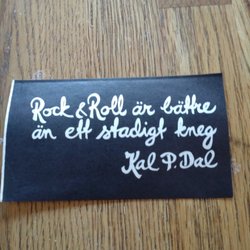 Rock & Roll är bättre
än ett stadigt kneg
Kal P. Dal